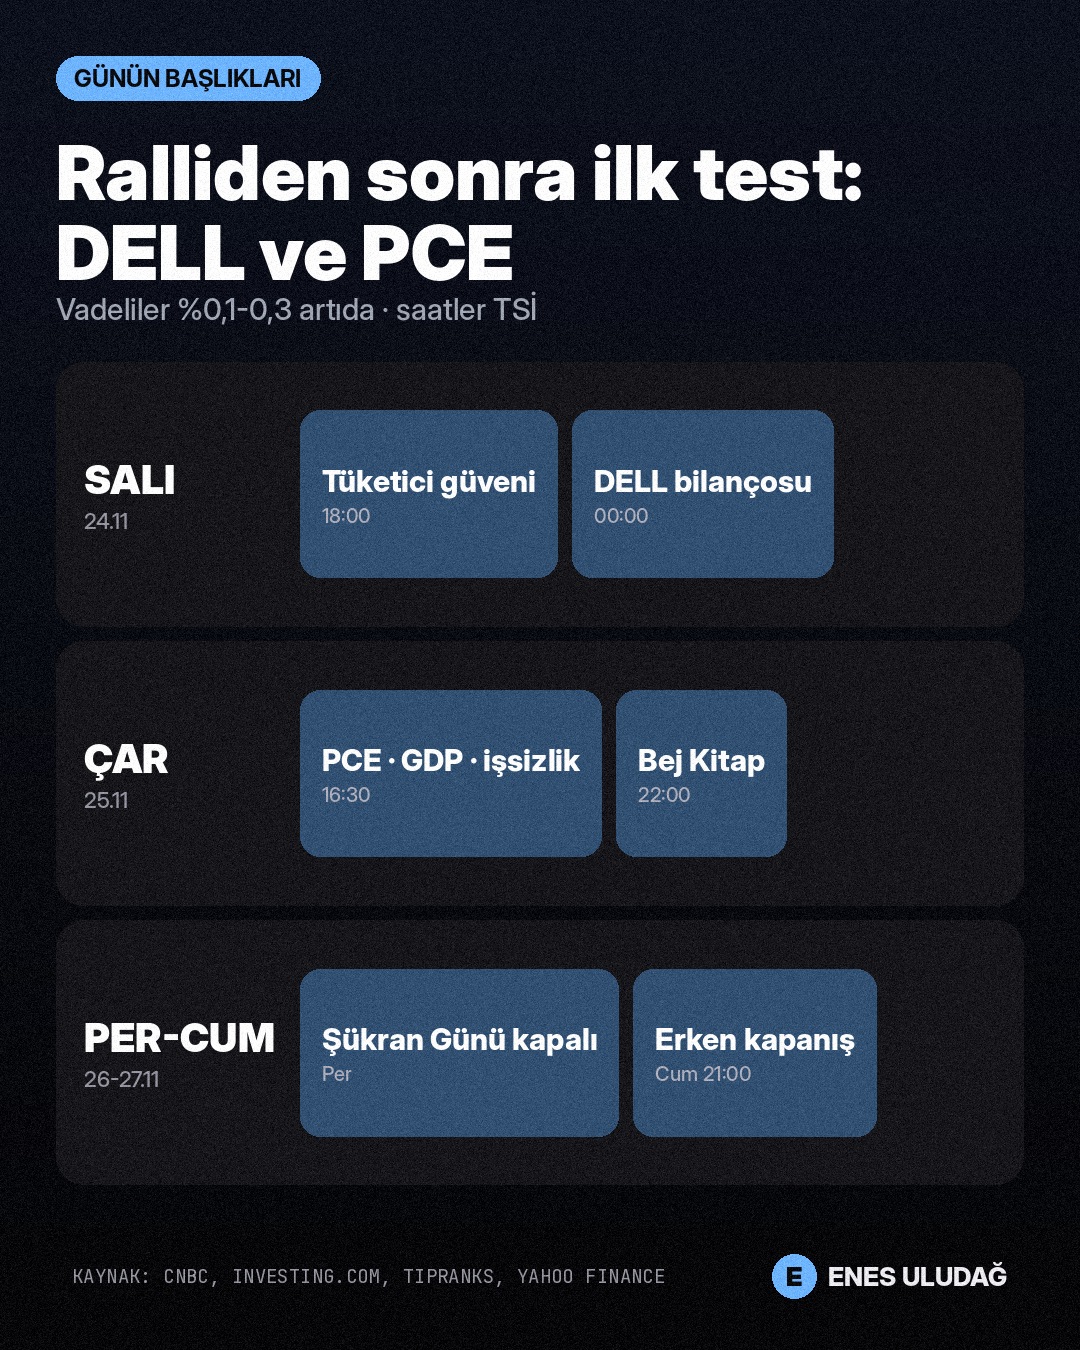 GÜNÜN BAŞLIKLARI
Ralliden sonra ilk test:
DELL ve PCE
Vadeliler %0,1-0,3 artıda · saatler TSİ
SALI
24.11
Tüketici güveni
18:00
DELL bilançosu
00:00
ÇAR
25.11
PCE · GDP · işsizlik
16:30
Bej Kitap
22:00
PER-CUM
26-27.11
Şükran Günü kapalı
Per
Erken kapanış
Cum 21:00
KAYNAK: CNBC, INVESTING.COM, TIPRANKS, YAHOO FINANCE
E ENES ULUDAĞ